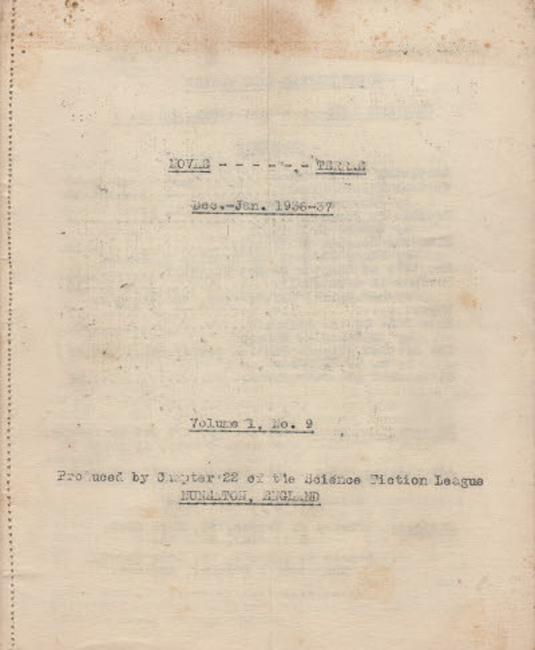 NOVAE - - - - - - TERRAE
Dec.-Jan. 1936-37
Volume 1, No. 9
Produced by Chapter 22 of the Science Fiction League
NUNEATON, ENGLAND